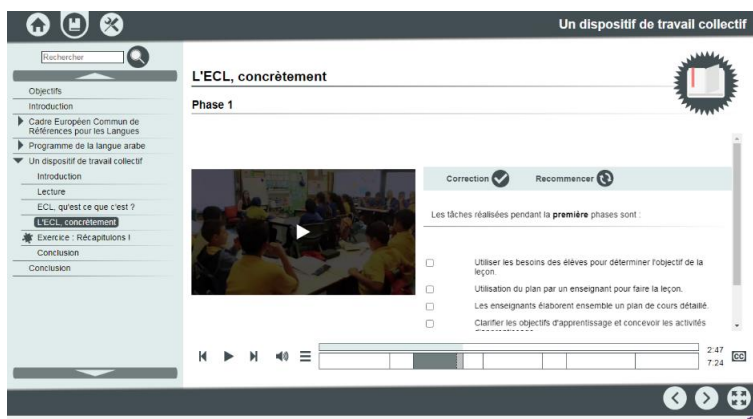 Un dispositif de travail collectif
Rechercher
Objectifs
Introduction
Cadre Européen Commun de
Références pour les Langues
Programme de la langue arabe
Un dispositif de travail collectif
Introduction
Lecture
ECL, qu'est ce que c'est ?
L'ECL, concrètement
Exercice : Récapitulons !
Conclusion
Conclusion
L'ECL, concrètement
Phase 1
Correction
Recommencer
Les tâches réalisées pendant la première phases sont :
Utiliser les besoins des élèves pour déterminer l'objectif de la
leçon.
Utilisation du plan par un enseignant pour faire la leçon.
Les enseignants élaborent ensemble un plan de cours détaillé.
Clarifier les objectifs d'apprentissage et concevoir les activités
2:47
7:24
CC